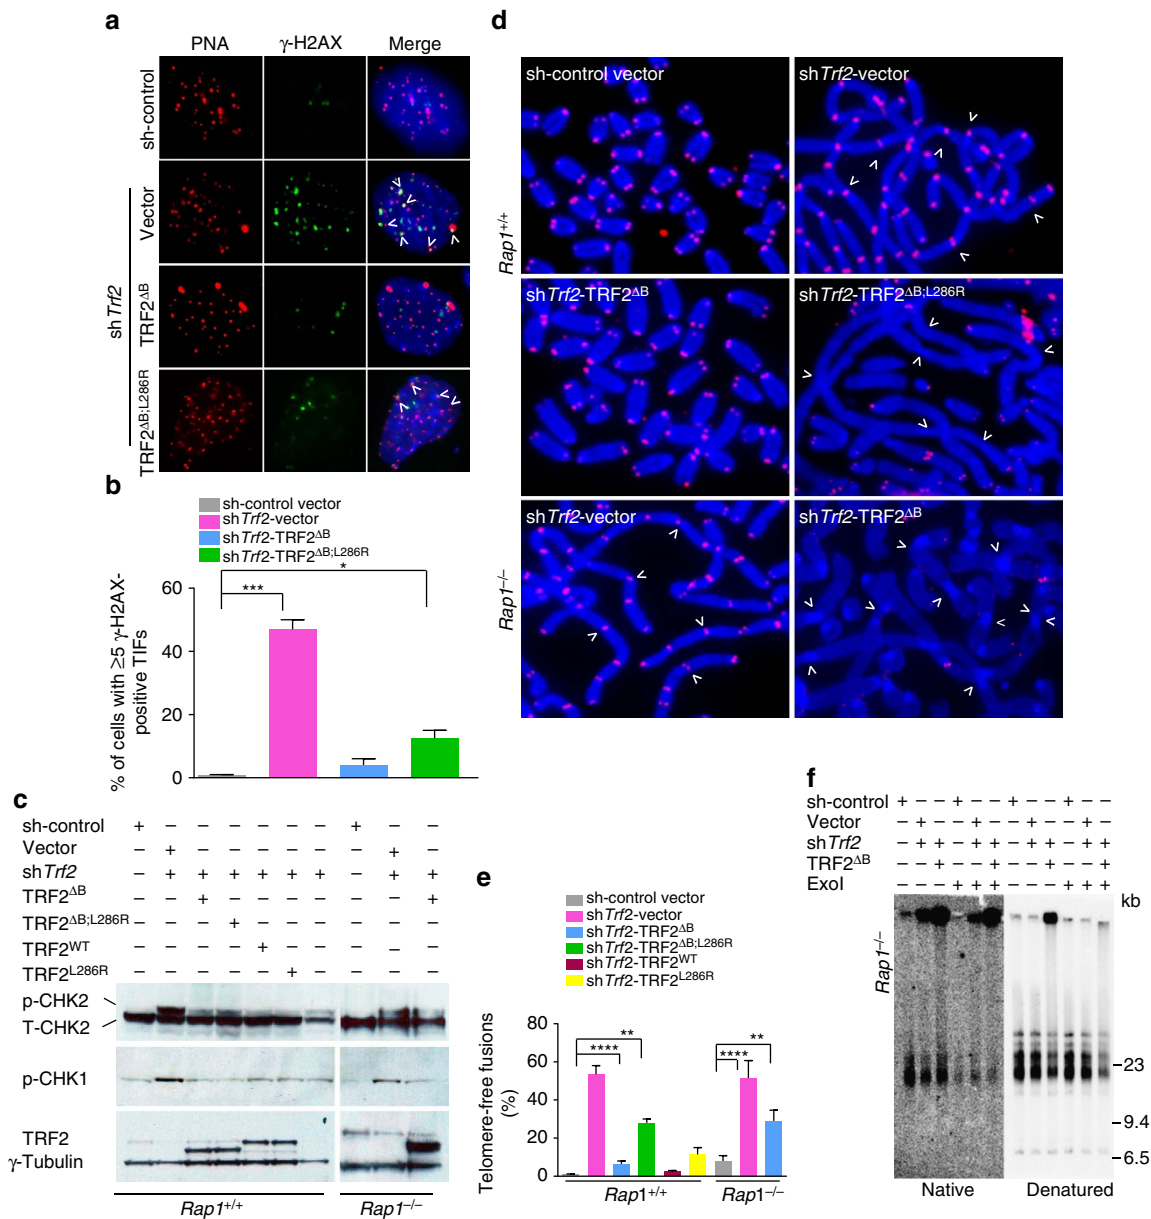 a
PNA γ-H2AX Merge
sh-control
Vector
TRF2ΔB
TRF2ΔB;L286R
shTrf2
b
sh-control vector
shTrf2-vector
shTrf2-TRF2ΔB
shTrf2-TRF2ΔB;L286R
% of cells with ≥5 γ-H2AX-
positive TIFs
60
40
20
0
***
*
c
sh-control + – – – – – – + – –
Vector – + – – – – – – + –
shTrf2 – + + + + + + – + +
TRF2ΔB – – + – – – – – – +
TRF2ΔB;L286R – – – + – – – – – –
TRF2WT – – – – + – – – – –
TRF2L286R – – – – – + – – – –
p-CHK2
T-CHK2
p-CHK1
TRF2
γ-Tubulin
Rap1+/+ Rap1–/–
d
sh-control vector shTrf2-vector
Rap1+/+
shTrf2-TRF2ΔB shTrf2-TRF2ΔB;L286R
shTrf2-vector shTrf2-TRF2ΔB
Rap1–/–
e
sh-control vector
shTrf2-vector
shTrf2-TRF2ΔB
shTrf2-TRF2ΔB;L286R
shTrf2-TRF2WT
shTrf2-TRF2L286R
Telomere-free fusions
(%)
80
60
40
20
0
**
****
**
****
Rap1+/+ Rap1–/–
f
sh-control + – – + – – + – – + – –
Vector – + – – + – – + – – + –
shTrf2 – + + – + + – + + – + +
TRF2ΔB – – + – – + – – + – – +
ExoI – – – + + + – – – + + +
kb
Rap1–/–
23
9.4
6.5
Native Denatured